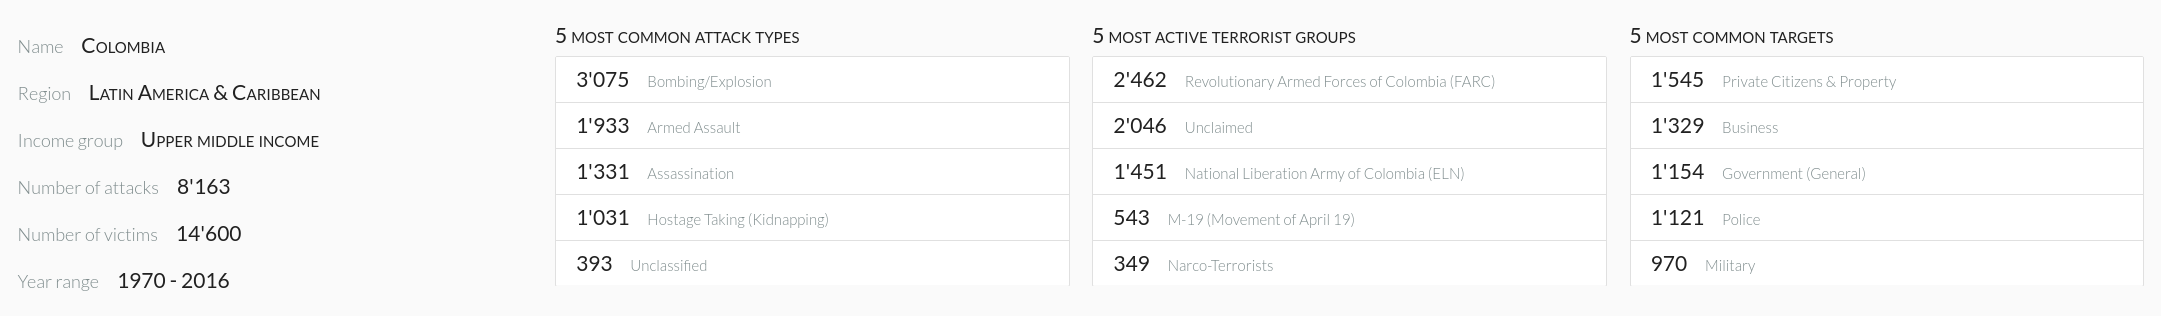 Name Colombia
Region Latin America & Caribbean
Income group Upper middle income
Number of attacks 8'163
Number of victims 14'600
Year range 1970 - 2016
5 most common attack types
3'075 Bombing/Explosion
1'933 Armed Assault
1'331 Assassination
1'031 Hostage Taking (Kidnapping)
393 Unclassified
5 most active terrorist groups
2'462 Revolutionary Armed Forces of Colombia (FARC)
2'046 Unclaimed
1'451 National Liberation Army of Colombia (ELN)
543 M-19 (Movement of April 19)
349 Narco-Terrorists
5 most common targets
1'545 Private Citizens & Property
1'329 Business
1'154 Government (General)
1'121 Police
970 Military